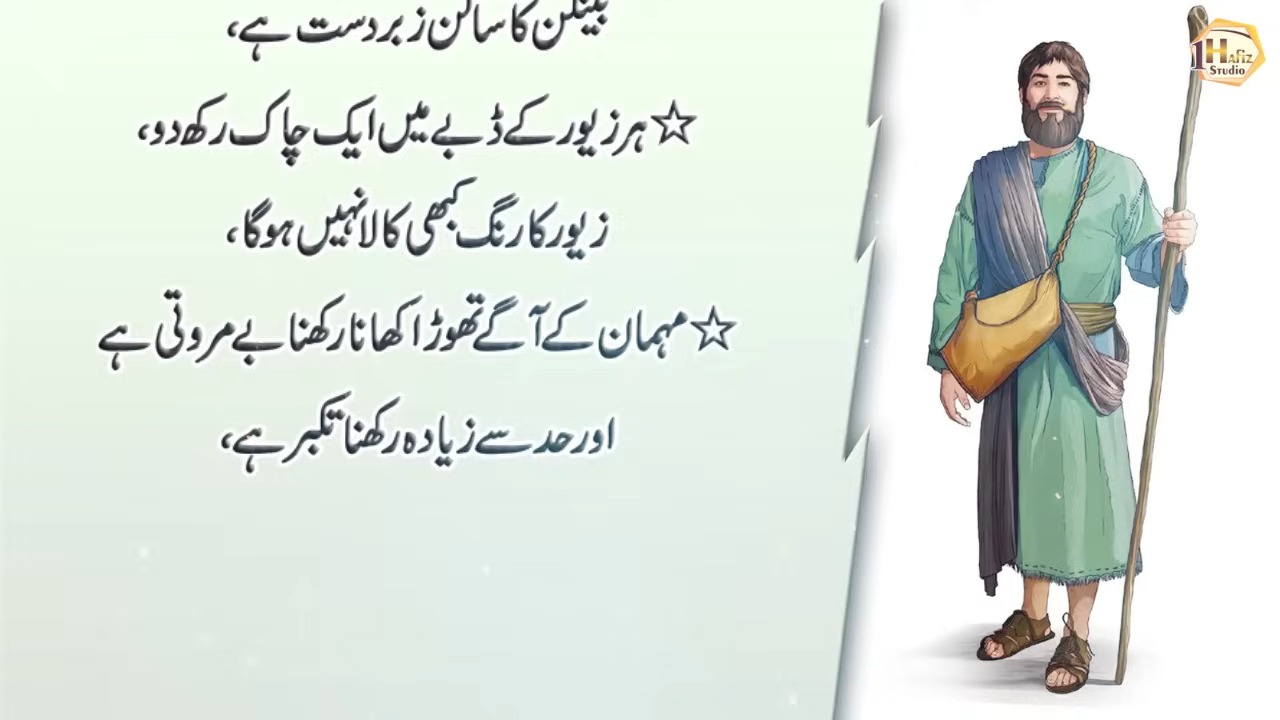 بینگن کا سالن زبردست ہے،
☆ ہر زیور کے ڈبے میں ایک چاک رکھ دو،
زیور کا رنگ کبھی کالا نہیں ہوگا،
☆ مہمان کے آگے تھوڑا کھانا رکھنا بے مروتی ہے
اور حد سے زیادہ رکھنا تکبر ہے،
1Hafiz
Studio